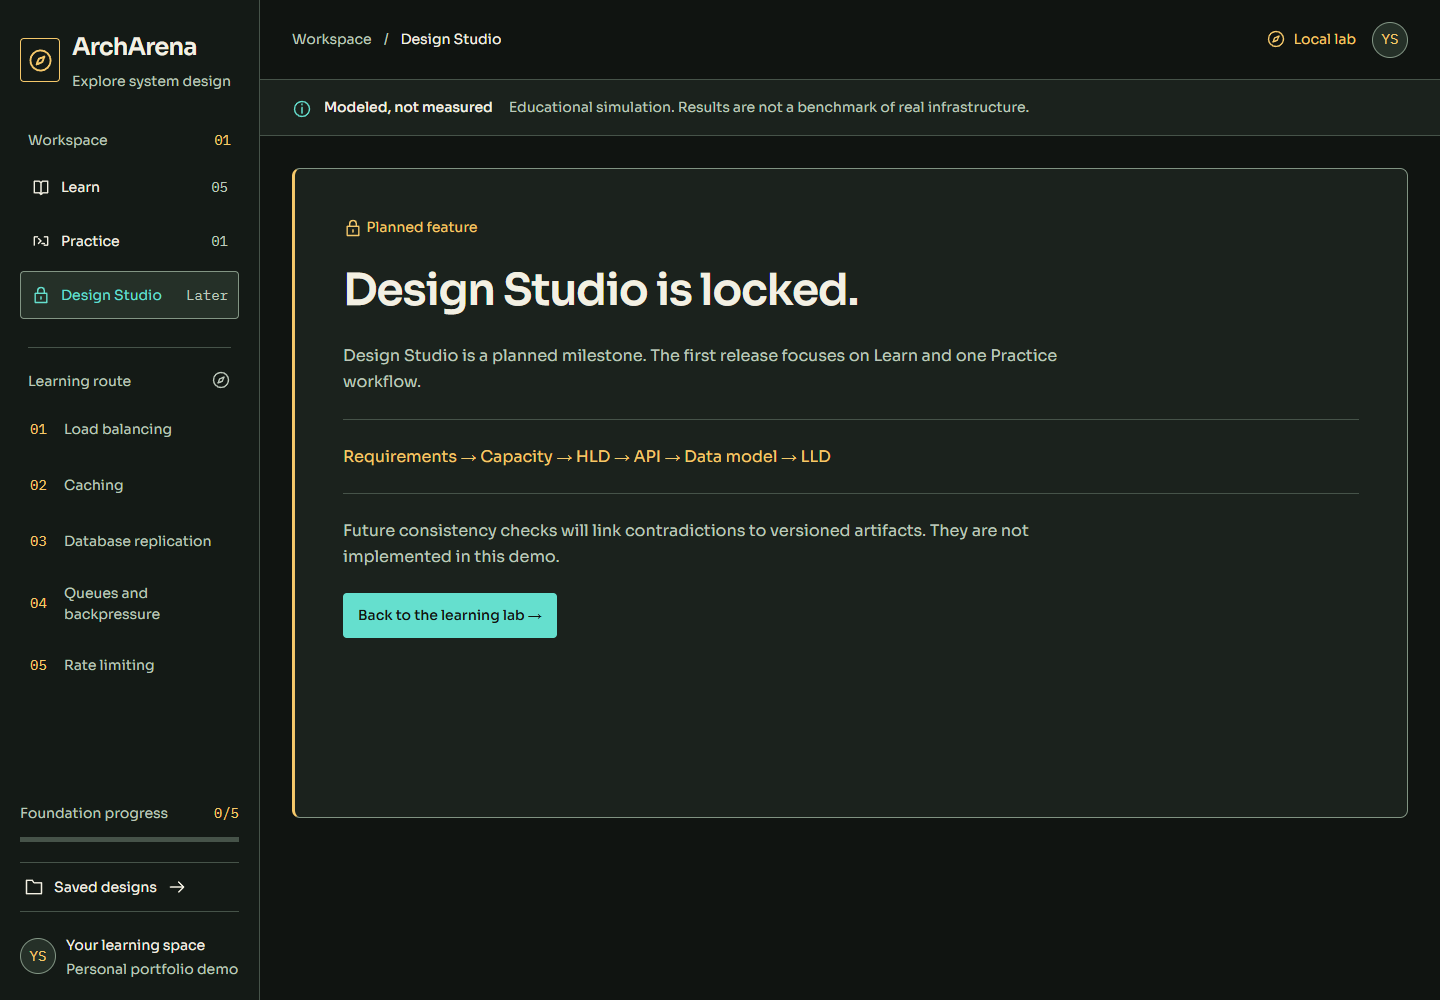 ArchArena
Explore system design
Workspace 01
Learn 05
Practice 01
Design Studio Later
Learning route
01 Load balancing
02 Caching
03 Database replication
04 Queues and
backpressure
05 Rate limiting
Foundation progress 0/5
Saved designs →
YS Your learning space
Personal portfolio demo
Workspace / Design Studio
Local lab YS
Modeled, not measured Educational simulation. Results are not a benchmark of real infrastructure.
Planned feature
Design Studio is locked.
Design Studio is a planned milestone. The first release focuses on Learn and one Practice
workflow.
Requirements → Capacity → HLD → API → Data model → LLD
Future consistency checks will link contradictions to versioned artifacts. They are not
implemented in this demo.
Back to the learning lab →